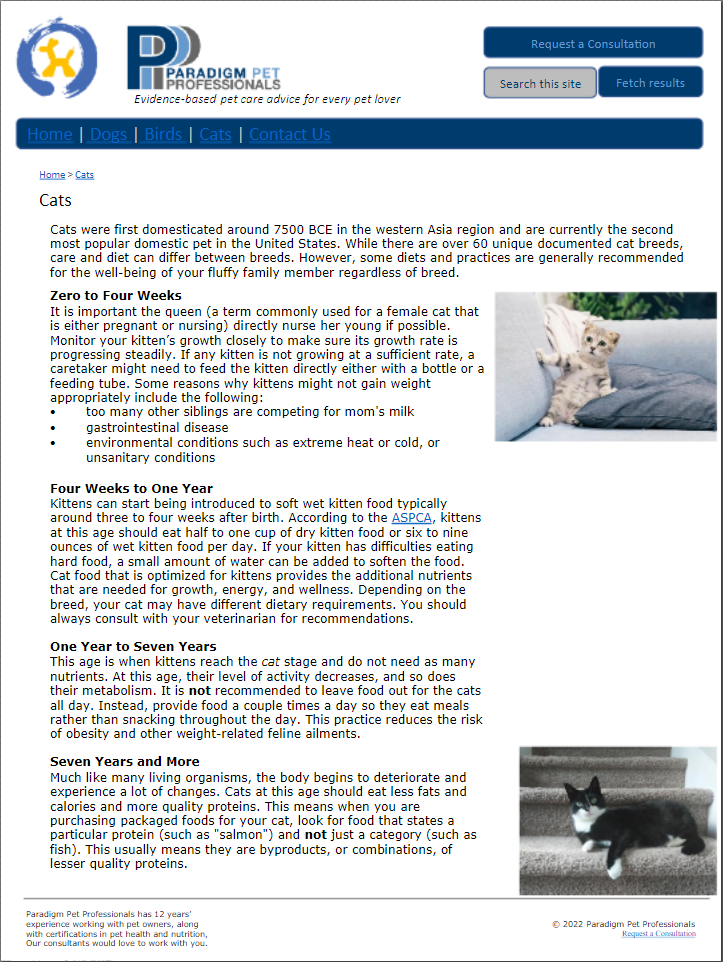 Request a Consultation
PARADIGM PET
PROFESSIONALS
Evidence-based pet care advice for every pet lover
Search this site
Fetch results
Home | Dogs | Birds | Cats | Contact Us
Home > Cats
Cats
Cats were first domesticated around 7500 BCE in the western Asia region and are currently the second
most popular domestic pet in the United States. While there are over 60 unique documented cat breeds,
care and diet can differ between breeds. However, some diets and practices are generally recommended
for the well-being of your fluffy family member regardless of breed.
Zero to Four Weeks
It is important the queen (a term commonly used for a female cat that
is either pregnant or nursing) directly nurse her young if possible.
Monitor your kitten's growth closely to make sure its growth rate is
progressing steadily. If any kitten is not growing at a sufficient rate, a
caretaker might need to feed the kitten directly either with a bottle or a
feeding tube. Some reasons why kittens might not gain weight
appropriately include the following:
• too many other siblings are competing for mom's milk
• gastrointestinal disease
• environmental conditions such as extreme heat or cold, or
unsanitary conditions
Four Weeks to One Year
Kittens can start being introduced to soft wet kitten food typically
around three to four weeks after birth. According to the ASPCA, kittens
at this age should eat half to one cup of dry kitten food or six to nine
ounces of wet kitten food per day. If your kitten has difficulties eating
hard food, a small amount of water can be added to soften the food.
Cat food that is optimized for kittens provides the additional nutrients
that are needed for growth, energy, and wellness. Depending on the
breed, your cat may have different dietary requirements. You should
always consult with your veterinarian for recommendations.
One Year to Seven Years
This age is when kittens reach the cat stage and do not need as many
nutrients. At this age, their level of activity decreases, and so does
their metabolism. It is not recommended to leave food out for the cats
all day. Instead, provide food a couple times a day so they eat meals
rather than snacking throughout the day. This practice reduces the risk
of obesity and other weight-related feline ailments.
Seven Years and More
Much like many living organisms, the body begins to deteriorate and
experience a lot of changes. Cats at this age should eat less fats and
calories and more quality proteins. This means when you are
purchasing packaged foods for your cat, look for food that states a
particular protein (such as "salmon") and not just a category (such as
fish). This usually means they are byproducts, or combinations, of
lesser quality proteins.
Paradigm Pet Professionals has 12 years'
experience working with pet owners, along
with certifications in pet health and nutrition,
Our consultants would love to work with you.
© 2022 Paradigm Pet Professionals
Request a Consultation